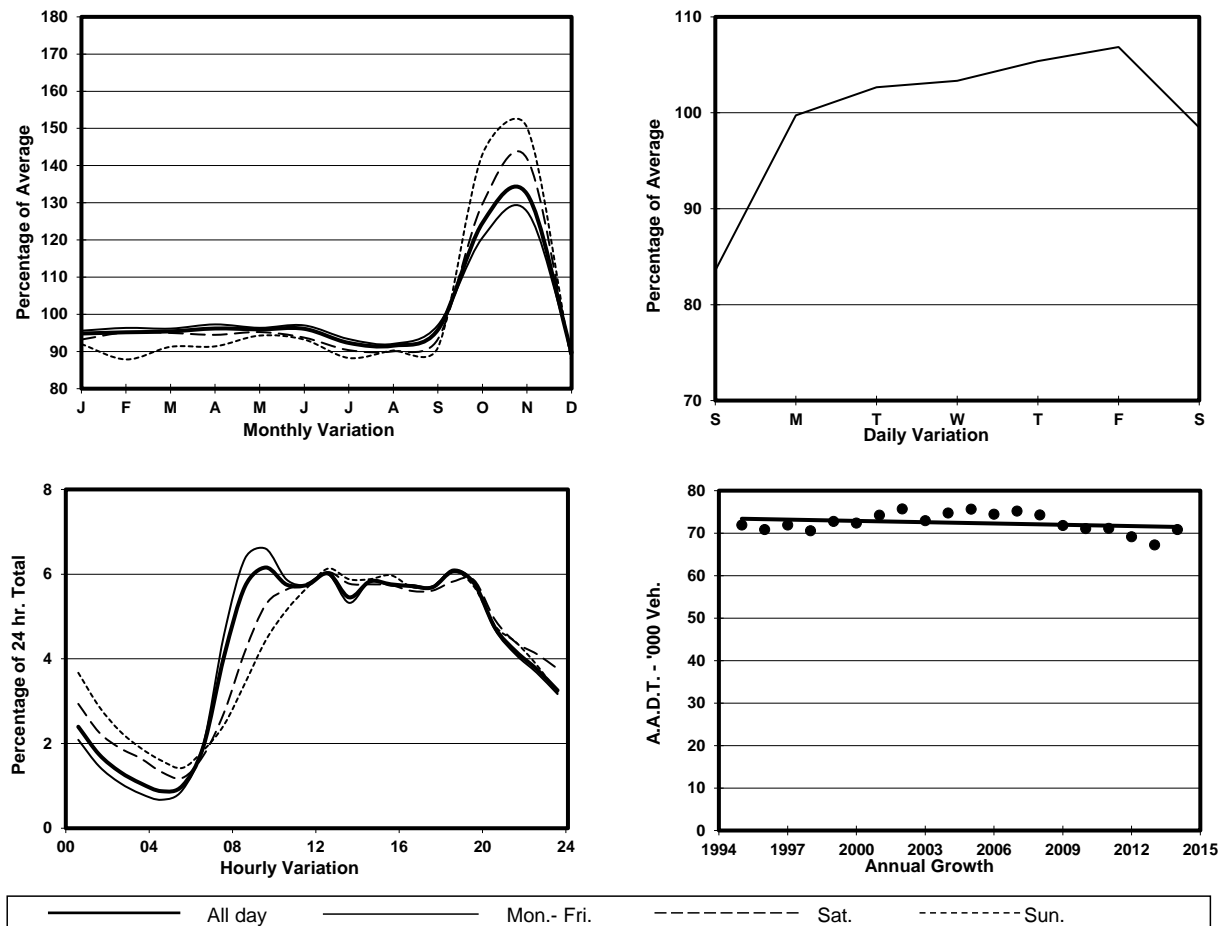 Percentage of Average
180
170
160
150
140
130
120
110
100
90
80
J F M A M J J A S O N D
Monthly Variation
Percentage of Average
110
100
90
80
70
S M T W T F S
Daily Variation
Percentage of 24 hr. Total
8
6
4
2
0
00 04 08 12 16 20 24
Hourly Variation
A.A.D.T. - '000 Veh.
80
70
60
50
40
30
20
10
0
1994 1997 2000 2003 2006 2009 2012 2015
Annual Growth
All day Mon.- Fri. Sat. Sun.